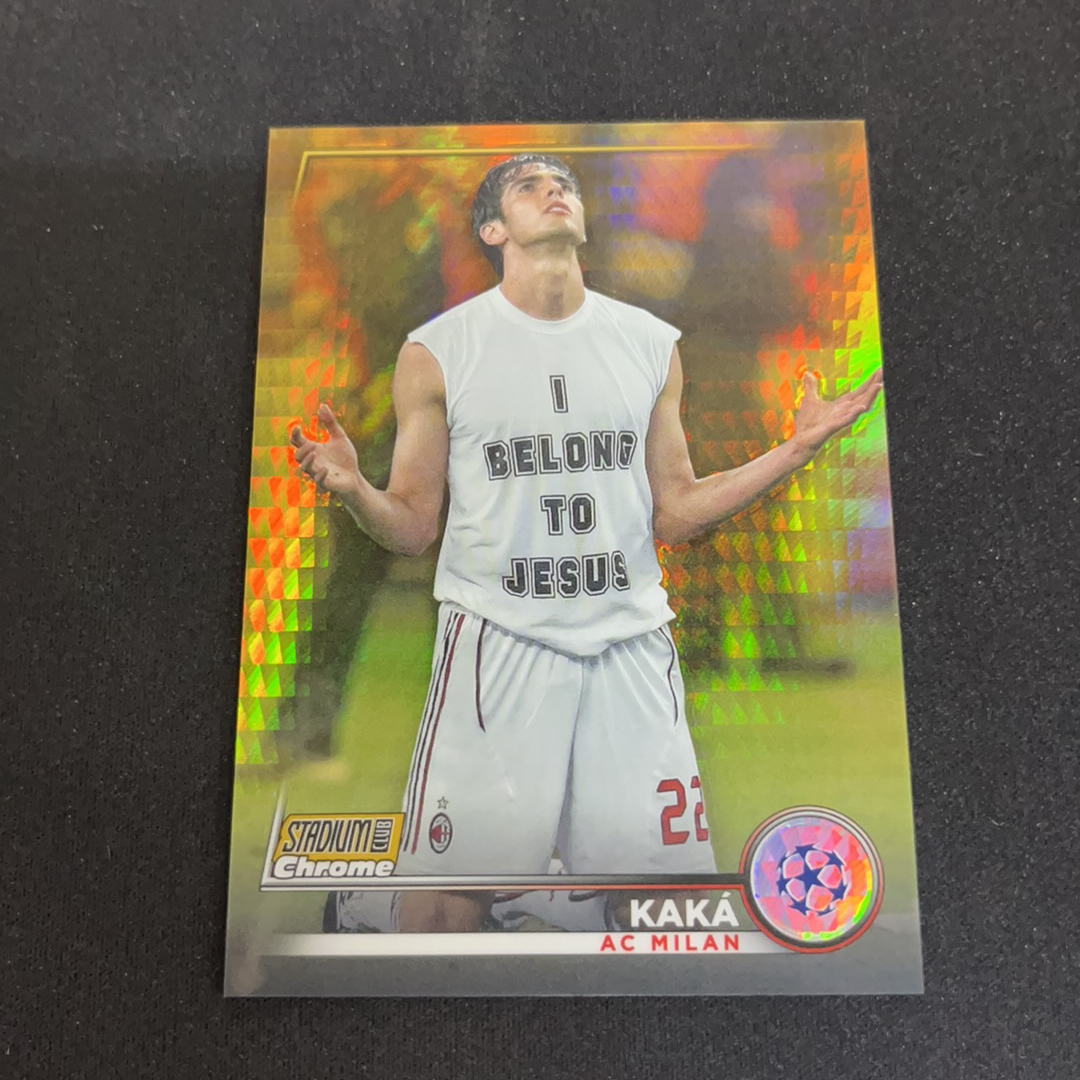 I
BELONG
TO
JESUS
22
STADIUM CLUB
Chrome
KAKÁ
AC MILAN